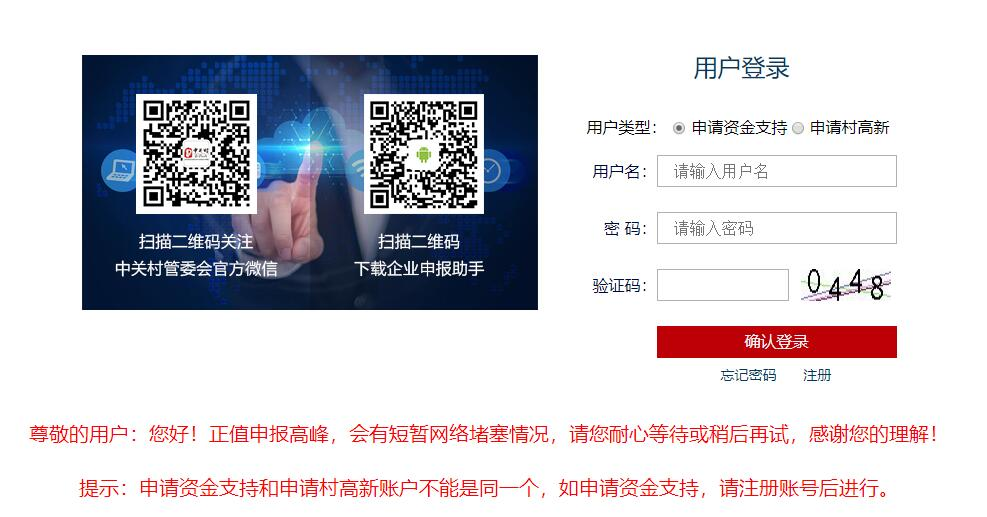 用户登录
用户类型： 申请资金支持 申请村高新
用户名： 请输入用户名
密 码： 请输入密码
验证码： 0448
确认登录
忘记密码 注册
扫描二维码关注
中关村管委会官方微信
扫描二维码
下载企业申报助手
尊敬的用户：您好！正值申报高峰，会有短暂网络堵塞情况，请您耐心等待或稍后再试，感谢您的理解！
提示：申请资金支持和申请村高新账户不能是同一个，如申请资金支持，请注册账号后进行。